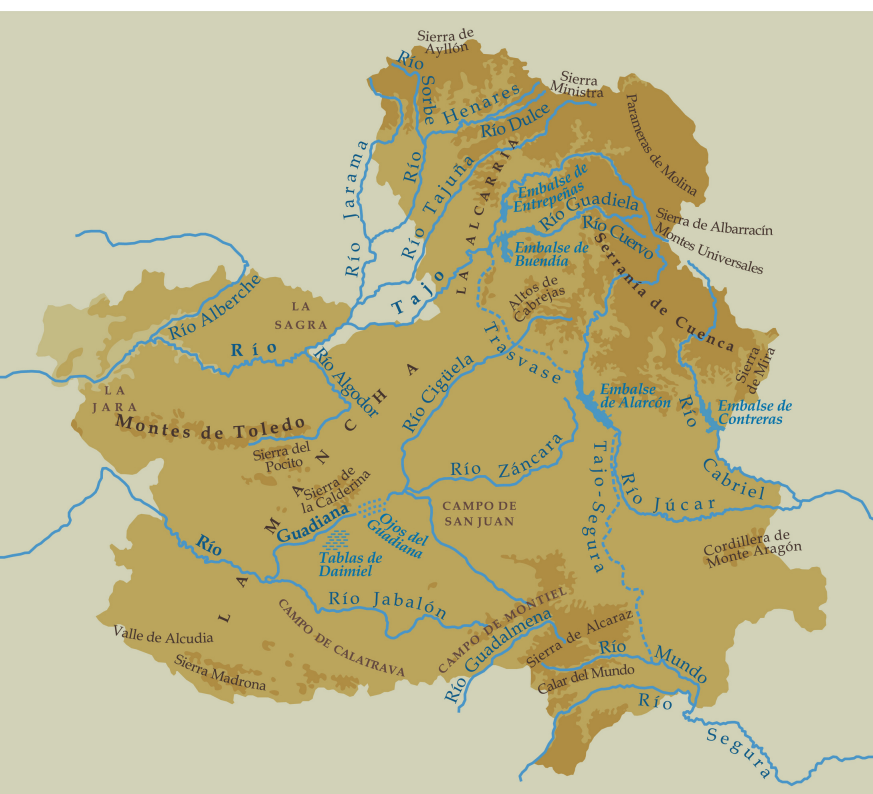 Sierra de
Ayllón
Río
Sorbe
Sierra
Ministra
Henares
Río Dulce
Parameras de Molina
Río Jarama
Río
Río Tajuña
LA ALCARRIA
Embalse de
Entrepeñas
Río Guadiela
Río Cuervo
Sierra de Albarracín
Montes Universales
Embalse de
Buendía
Serranía de Cuenca
Tajo
Altos de
Cabrejas
Río Alberche
LA
SAGRA
Río
Trasvase
Río Algodor
LA MANCHA
Río Cigüela
Sierra
de Mira
LA
JARA
Embalse
de Alarcón
Río
Cabriel
Embalse de
Contreras
Montes de Toledo
Sierra del
Pocito
Sierra de
la Calderina
Río Záncara
Tajo-Segura
Río Júcar
Guadiana
Ojos del
Guadiana
CAMPO DE
SAN JUAN
Río
Tablas de
Daimiel
Cordillera de
Monte Aragón
Río Jabalón
CAMPO DE CALATRAVA
CAMPO DE MONTIEL
Valle de Alcudia
Sierra Madrona
Río Guadalmena
Sierra de Alcaraz
Río Mundo
Calar del Mundo
Río
Segura